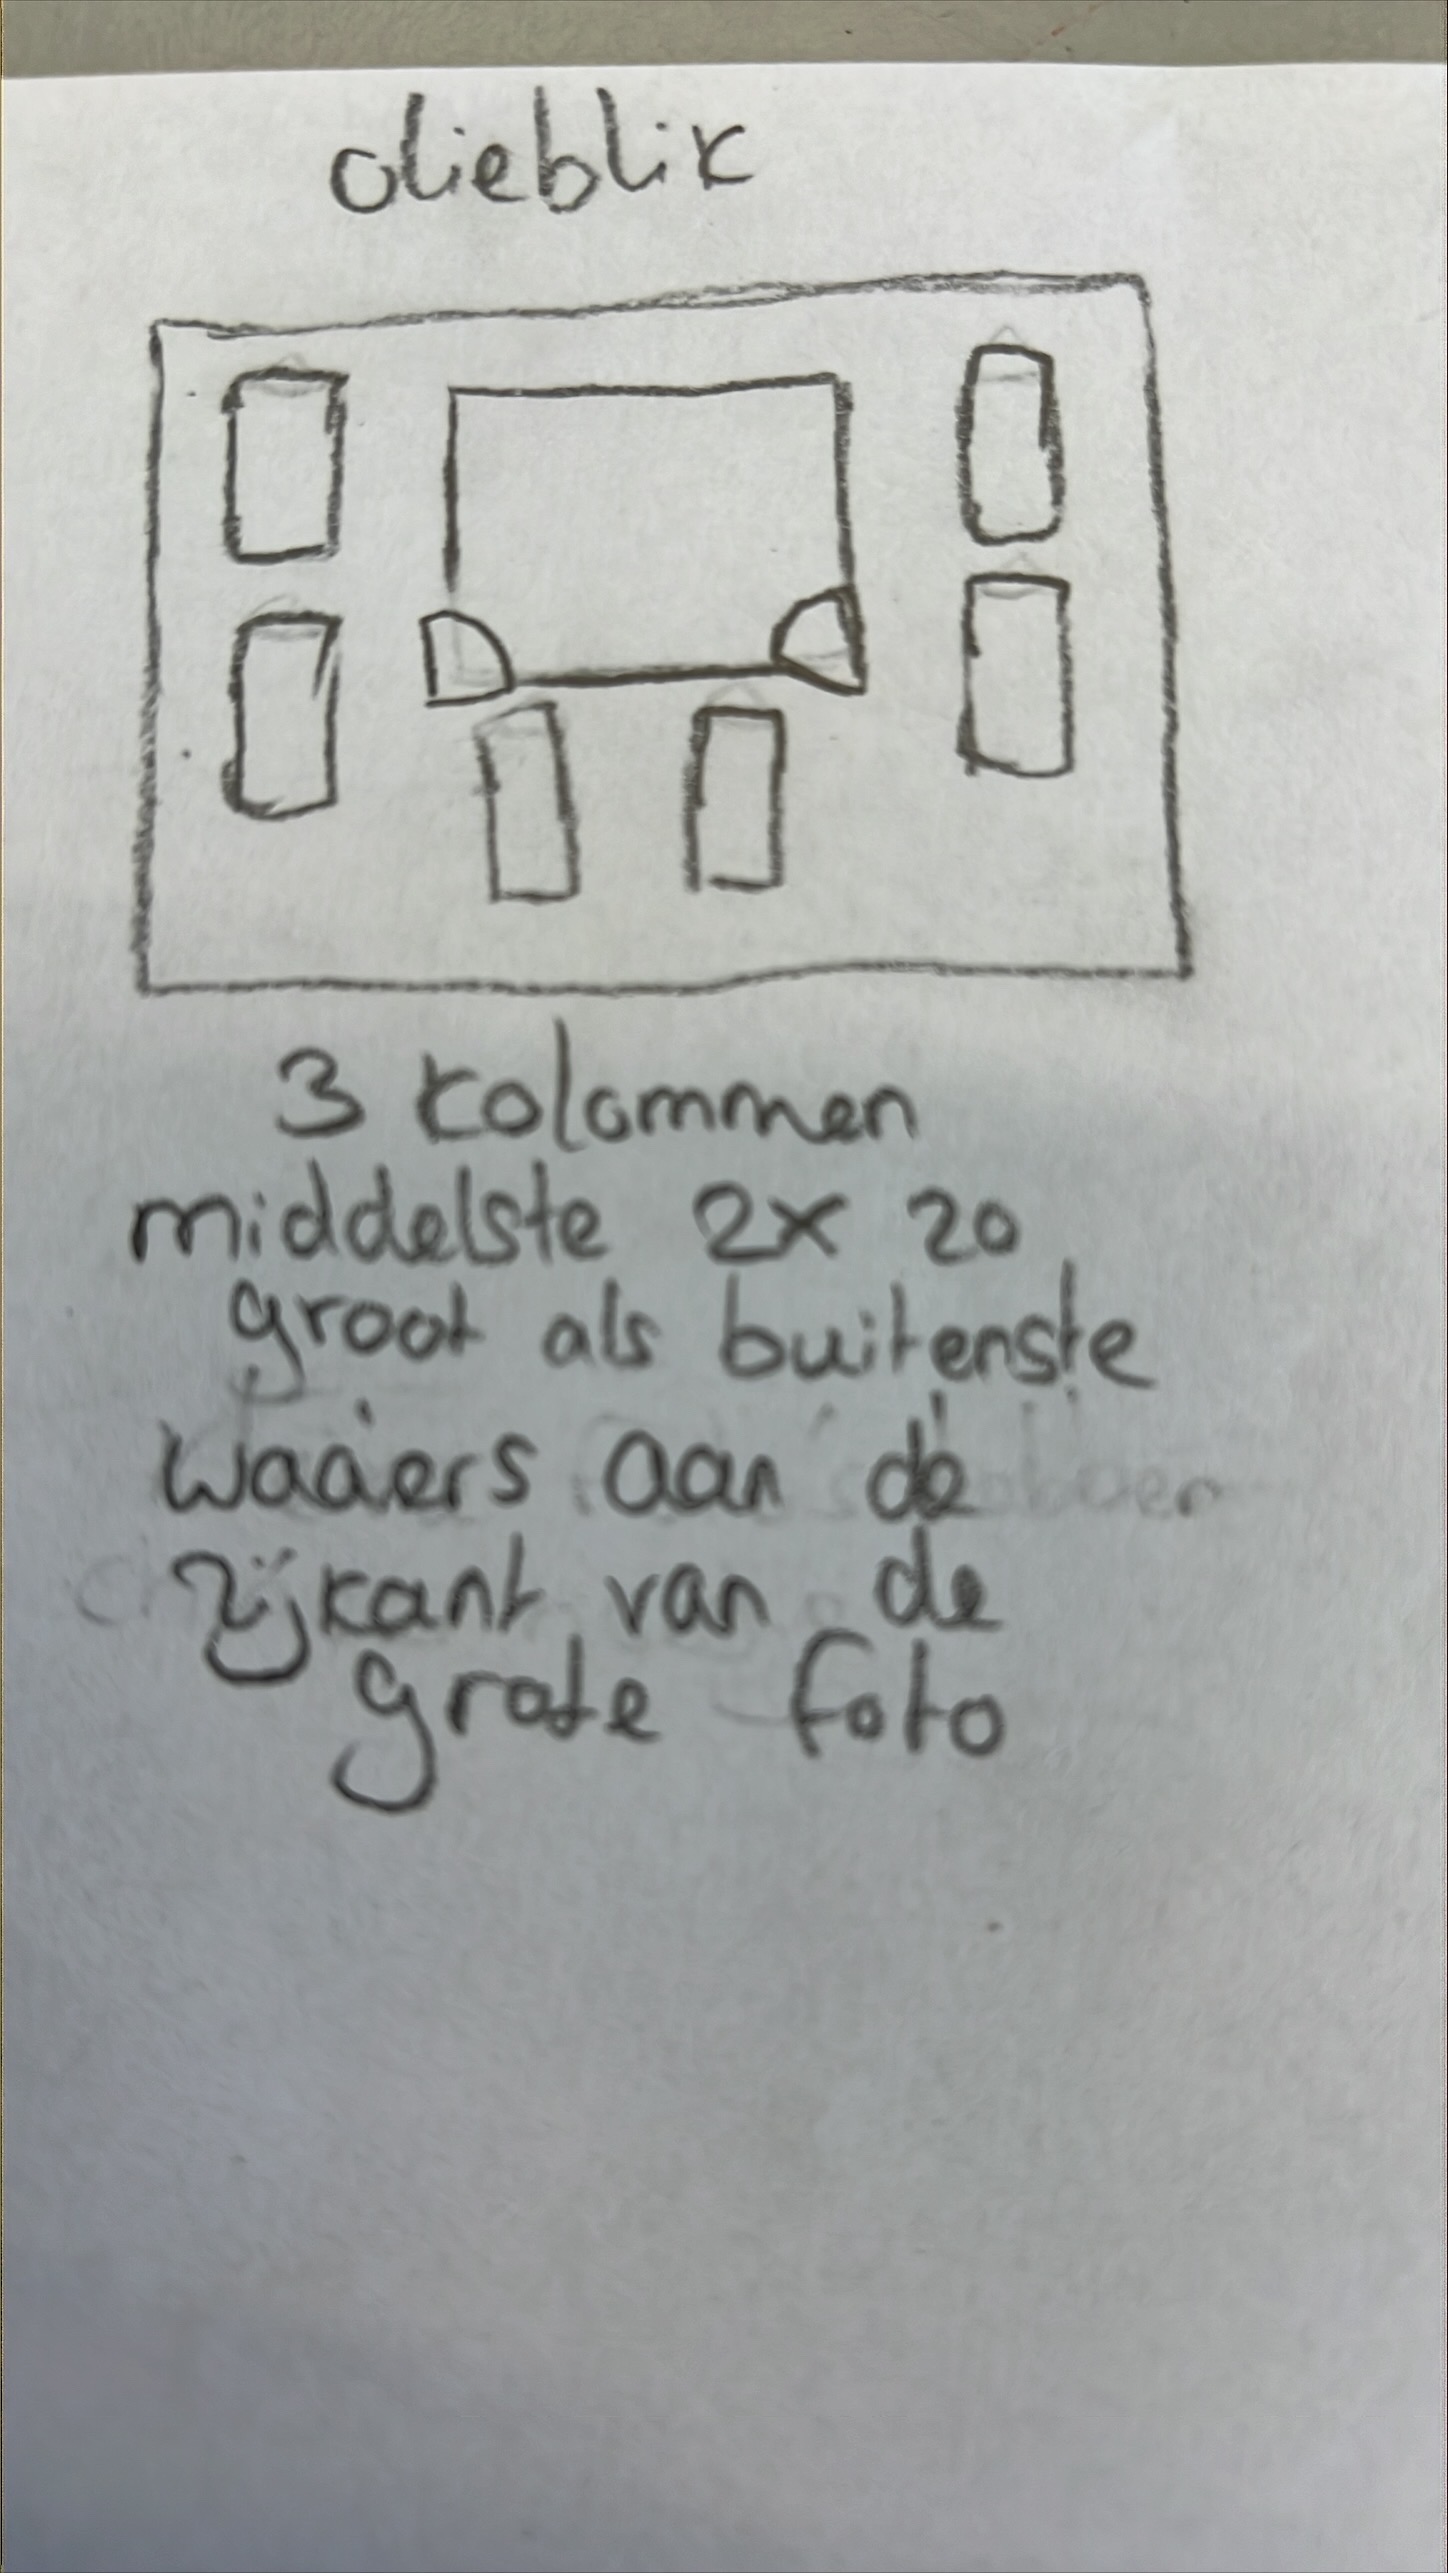 olieblik
3 kolommen
middelste 2x zo
groot als buitenste
waaiers aan de
zijkant van de
grote foto